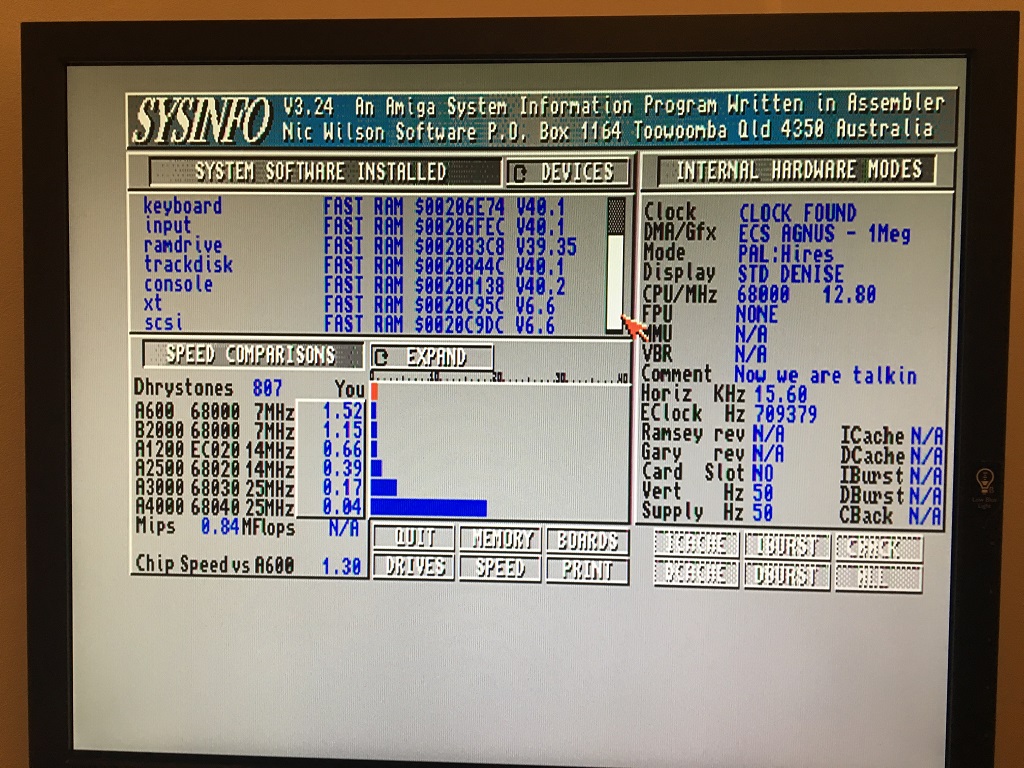 SYSINFO V3.24 An Amiga System Information Program Written in Assembler
Nic Wilson Software P.O. Box 1164 Toowoomba Qld 4350 Australia
SYSTEM SOFTWARE INSTALLED DEVICES
keyboard FAST RAM $00206E74 V40.1
input FAST RAM $00206FEC V40.1
ramdrive FAST RAM $002083C8 V39.35
trackdisk FAST RAM $0020844C V40.1
console FAST RAM $0020A138 V40.2
xt FAST RAM $0020C95C V6.6
scsi FAST RAM $0020C9DC V6.6
SPEED COMPARISONS EXPAND
0 10 20 30 40
Dhrystones 807 You
A600 68000 7MHz 1.52
B2000 68000 7MHz 1.15
A1200 EC020 14MHz 0.66
A2500 68020 14MHz 0.39
A3000 68030 25MHz 0.17
A4000 68040 25MHz 0.04
Mips 0.84 MFlops N/A
Chip Speed vs A600 1.30
QUIT MEMORY BOARDS
DRIVES SPEED PRINT
INTERNAL HARDWARE MODES
Clock CLOCK FOUND
DMA/Gfx ECS AGNUS - 1Meg
Mode PAL:Hires
Display STD DENISE
CPU/MHz 68000 12.80
FPU NONE
MMU N/A
VBR N/A
Comment Now we are talkin
Horiz KHz 15.60
EClock Hz 709379
Ramsey rev N/A ICache N/A
Gary rev N/A DCache N/A
Card Slot NO IBurst N/A
Vert Hz 50 DBurst N/A
Supply Hz 50 CBack N/A
ICACHE IBURST CBACK
DCACHE DBURST ALL